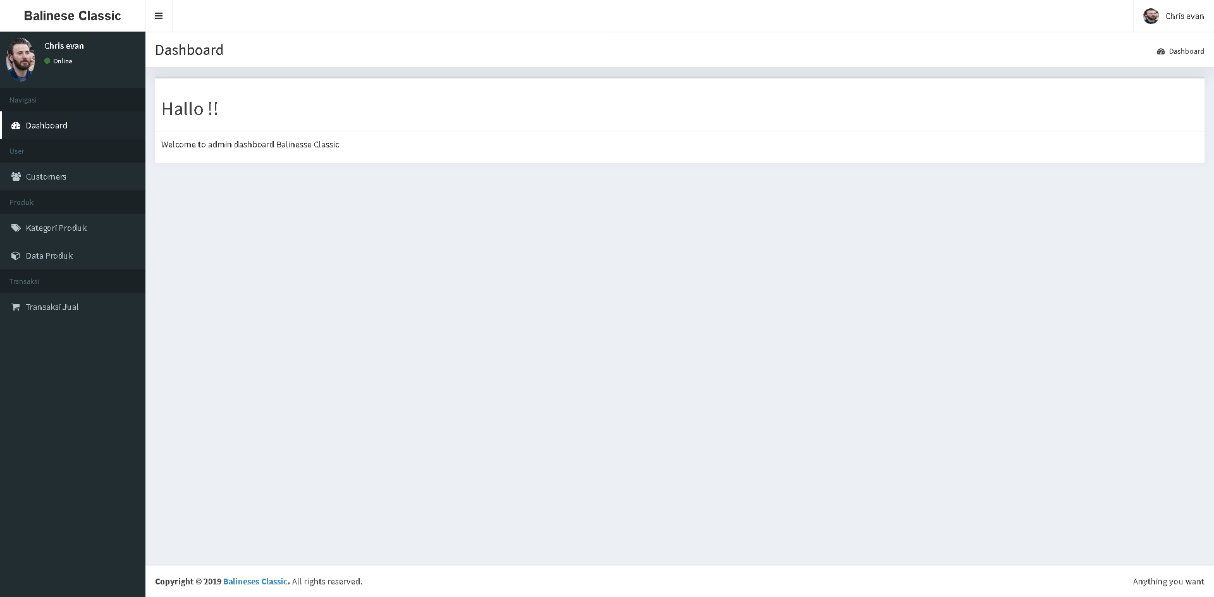 Balinese Classic
Chris evan
Chris evan
Online
Navigasi
Dashboard
User
Customers
Produk
Kategori Produk
Data Produk
Transaksi
Transaksi Jual
Dashboard
Dashboard
Hallo !!
Welcome to admin dashboard Balinesse Classic
Copyright © 2019 Balineses Classic. All rights reserved.
Anything you want